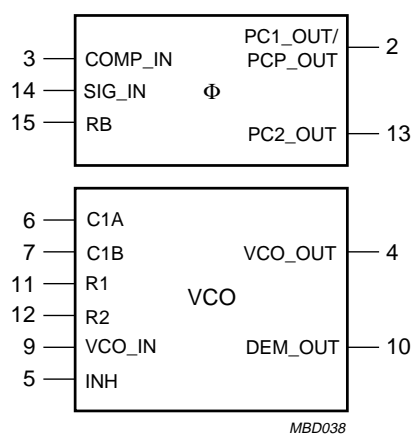 PC1_OUT/
3 COMP_IN PCP_OUT 2
14 SIG_IN Φ
15 RB PC2_OUT 13
6 C1A
7 C1B VCO_OUT 4
11 R1
VCO
12 R2
9 VCO_IN DEM_OUT 10
5 INH
MBD038